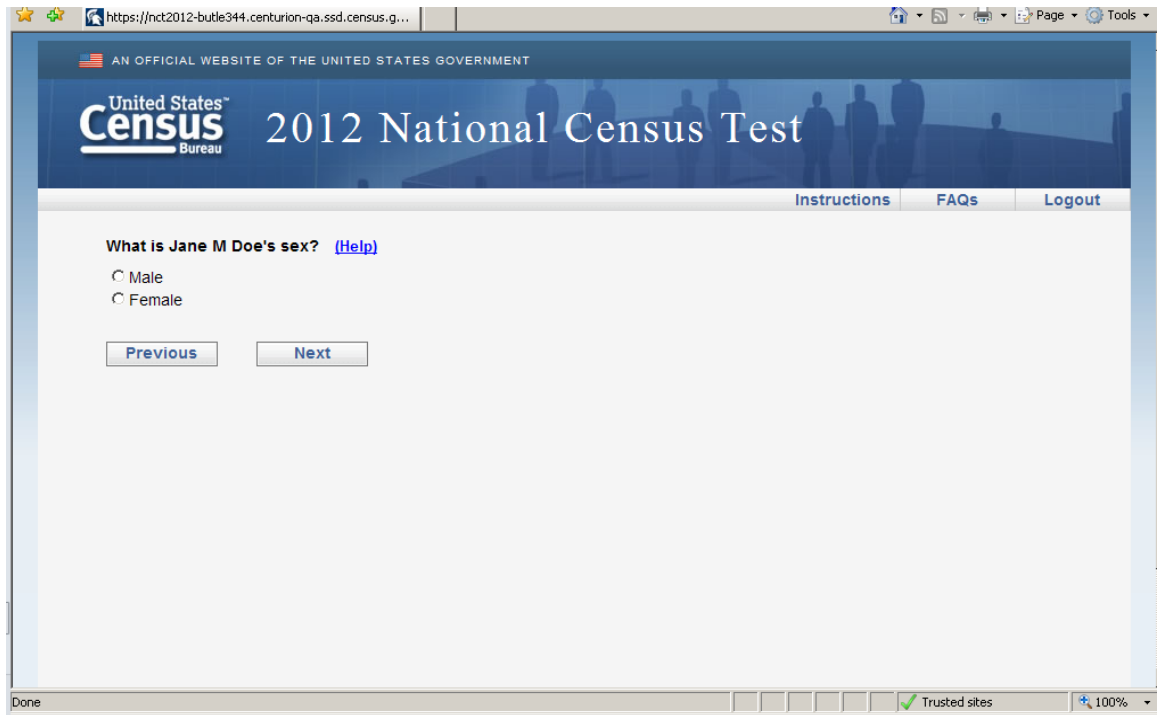 https://nct2012-butle344.centurion-qa.ssd.census.g...
Page
Tools
AN OFFICIAL WEBSITE OF THE UNITED STATES GOVERNMENT
United States™
Census
Bureau
2012 National Census Test
Instructions
FAQs
Logout
What is Jane M Doe's sex? (Help)
Male
Female
Previous
Next
Done
Trusted sites
100%